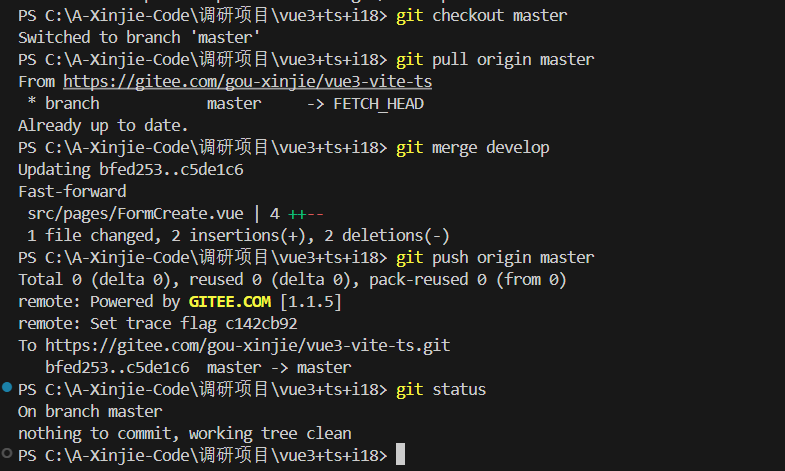 PS C:\A-Xinjie-Code\调研项目\vue3+ts+i18> git checkout master
Switched to branch 'master'
PS C:\A-Xinjie-Code\调研项目\vue3+ts+i18> git pull origin master
From https://gitee.com/gou-xinjie/vue3-vite-ts
 * branch            master     -> FETCH_HEAD
Already up to date.
PS C:\A-Xinjie-Code\调研项目\vue3+ts+i18> git merge develop
Updating bfed253..c5de1c6
Fast-forward
 src/pages/FormCreate.vue | 4 ++--
 1 file changed, 2 insertions(+), 2 deletions(-)
PS C:\A-Xinjie-Code\调研项目\vue3+ts+i18> git push origin master
Total 0 (delta 0), reused 0 (delta 0), pack-reused 0 (from 0)
remote: Powered by GITEE.COM [1.1.5]
remote: Set trace flag c142cb92
To https://gitee.com/gou-xinjie/vue3-vite-ts.git
   bfed253..c5de1c6  master -> master
PS C:\A-Xinjie-Code\调研项目\vue3+ts+i18> git status
On branch master
nothing to commit, working tree clean
PS C:\A-Xinjie-Code\调研项目\vue3+ts+i18>